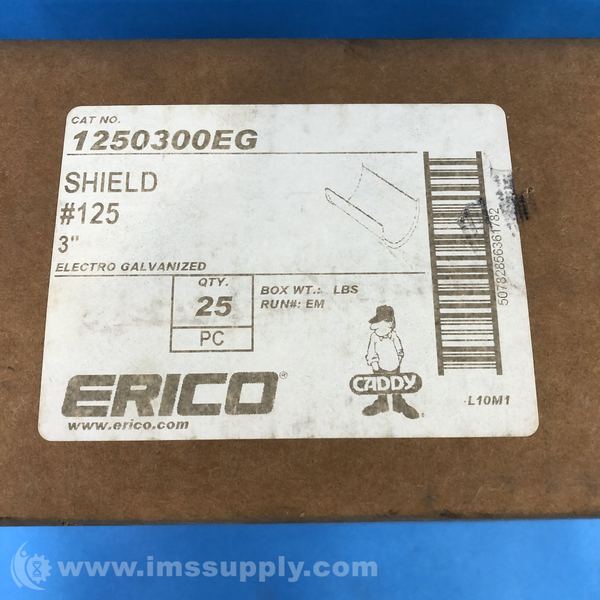 CAT NO.
1250300EG
SHIELD
#125
3"
ELECTRO GALVANIZED
QTY.
25
PC
BOX WT.: LBS
RUN#: EM
50782856361782
ERICO®
www.erico.com
CADDY®
L10M1
www.imssupply.com